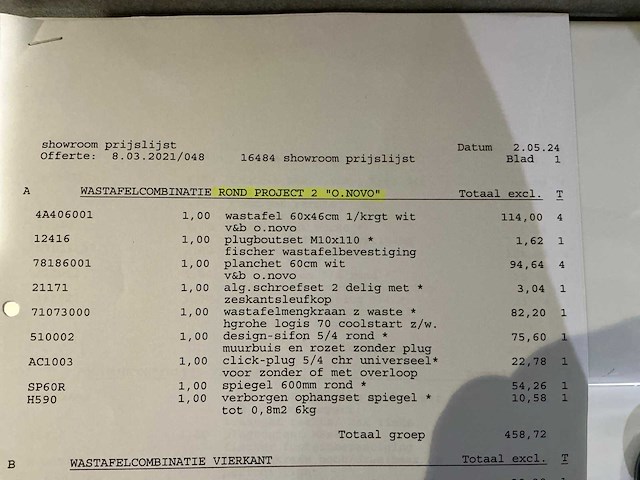 showroom prijslijst Datum 2.05.24
Offerte: 8.03.2021/048 16484 showroom prijslijst Blad 1
A WASTAFELCOMBINATIE ROND PROJECT 2 "O.NOVO" Totaal excl. T
4A406001 1,00 wastafel 60x46cm 1/krgt wit 114,00 4
v&b o.novo
12416 1,00 plugboutset M10x110 * 1,62 1
fischer wastafelbevestiging
78186001 1,00 planchet 60cm wit 94,64 4
v&b o.novo
21171 1,00 alg.schroefset 2 delig met * 3,04 1
zeskantsleufkop
71073000 1,00 wastafelmengkraan z waste * 82,20 1
hgrohe logis 70 coolstart z/w.
510002 1,00 design-sifon 5/4 rond * 75,60 1
muurbuis en rozet zonder plug
AC1003 1,00 click-plug 5/4 chr universeel* 22,78 1
voor zonder of met overloop
SP60R 1,00 spiegel 600mm rond * 54,26 1
H590 1,00 verborgen ophangset spiegel * 10,58 1
tot 0,8m2 6kg
Totaal groep 458,72
B WASTAFELCOMBINATIE VIERKANT Totaal excl. T